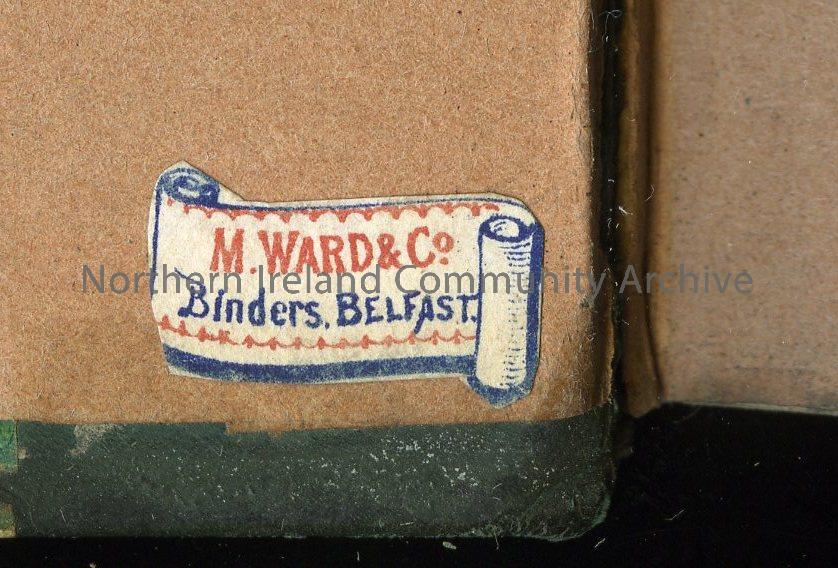 M. WARD & Co
Northern Ireland Community Archive
Binders, BELFAST.